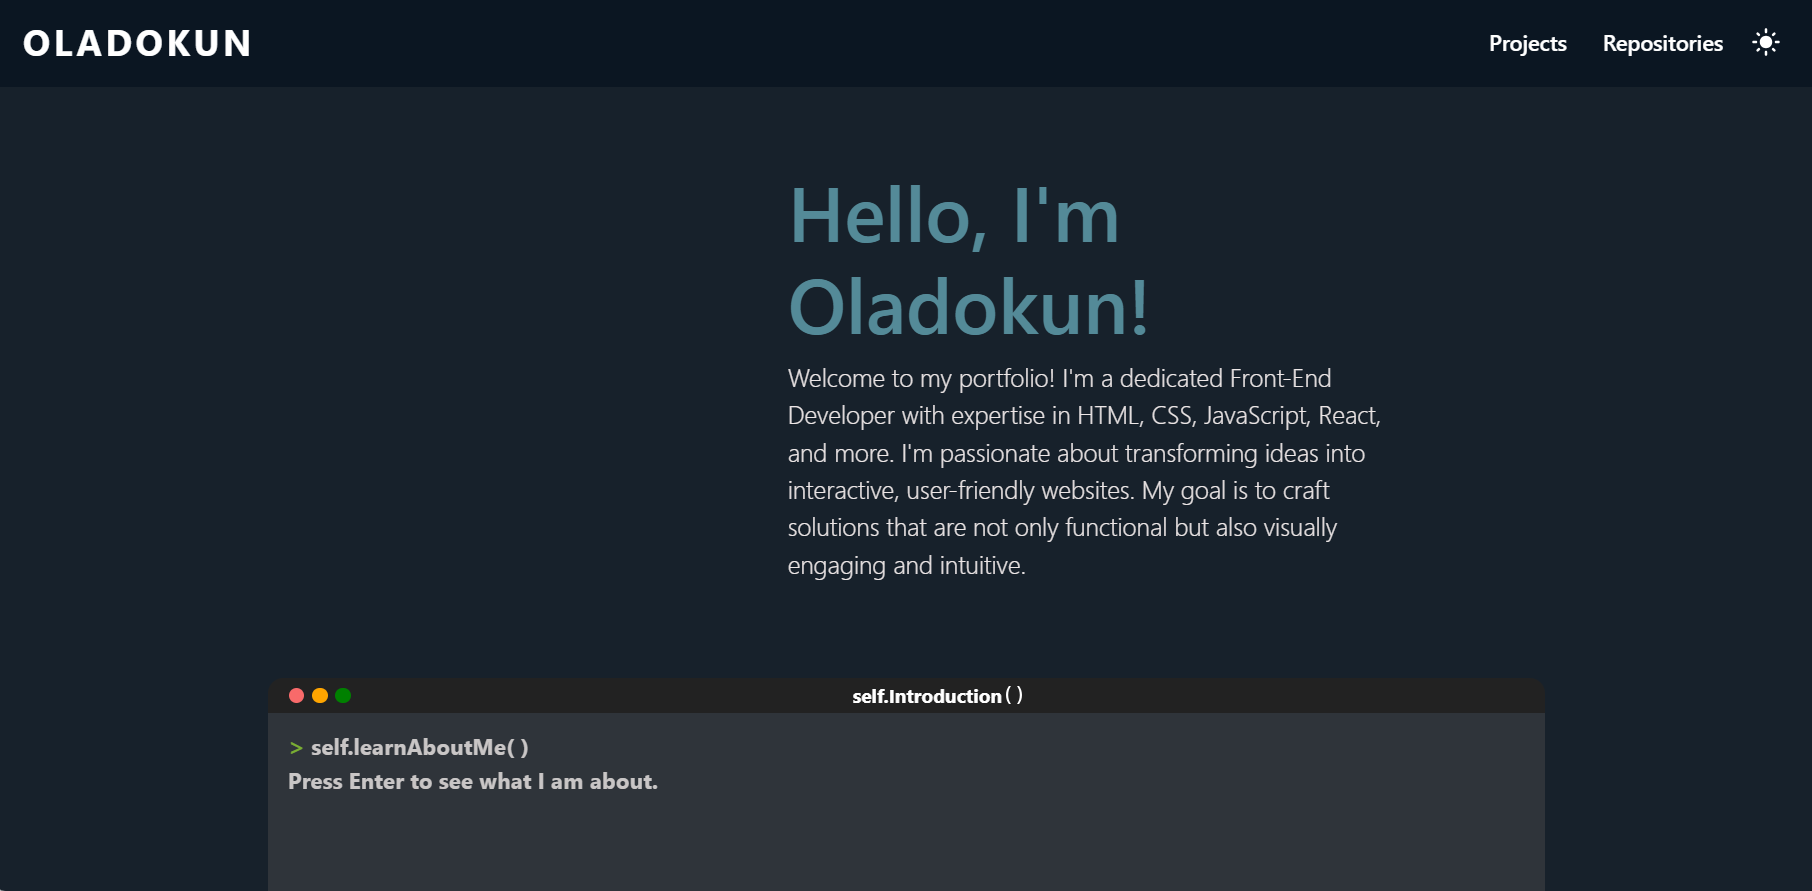 OLADOKUN
Projects
Repositories
Hello, I'm
Oladokun!
Welcome to my portfolio! I'm a dedicated Front-End
Developer with expertise in HTML, CSS, JavaScript, React,
and more. I'm passionate about transforming ideas into
interactive, user-friendly websites. My goal is to craft
solutions that are not only functional but also visually
engaging and intuitive.
self.Introduction( )
> self.learnAboutMe( )
Press Enter to see what I am about.